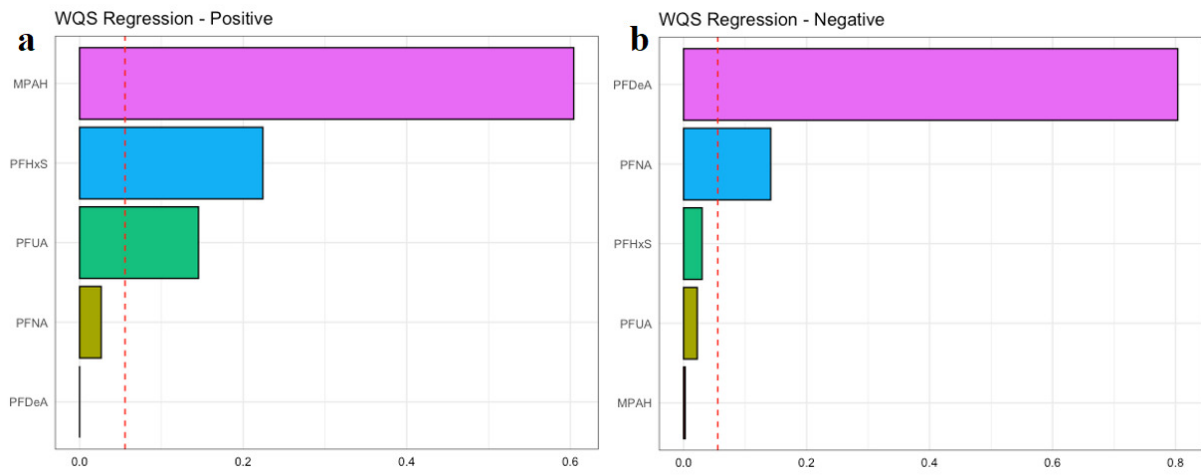 a
WQS Regression - Positive
MPAH
PFHxS
PFUA
PFNA
PFDeA
0.0 0.2 0.4 0.6
b
WQS Regression - Negative
PFDeA
PFNA
PFHxS
PFUA
MPAH
0.0 0.2 0.4 0.6 0.8